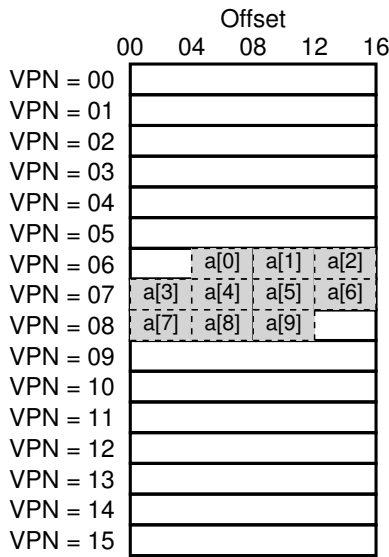 Offset
00 04 08 12 16
VPN = 00
VPN = 01
VPN = 02
VPN = 03
VPN = 04
VPN = 05
VPN = 06 a[0] a[1] a[2]
VPN = 07 a[3] a[4] a[5] a[6]
VPN = 08 a[7] a[8] a[9]
VPN = 09
VPN = 10
VPN = 11
VPN = 12
VPN = 13
VPN = 14
VPN = 15